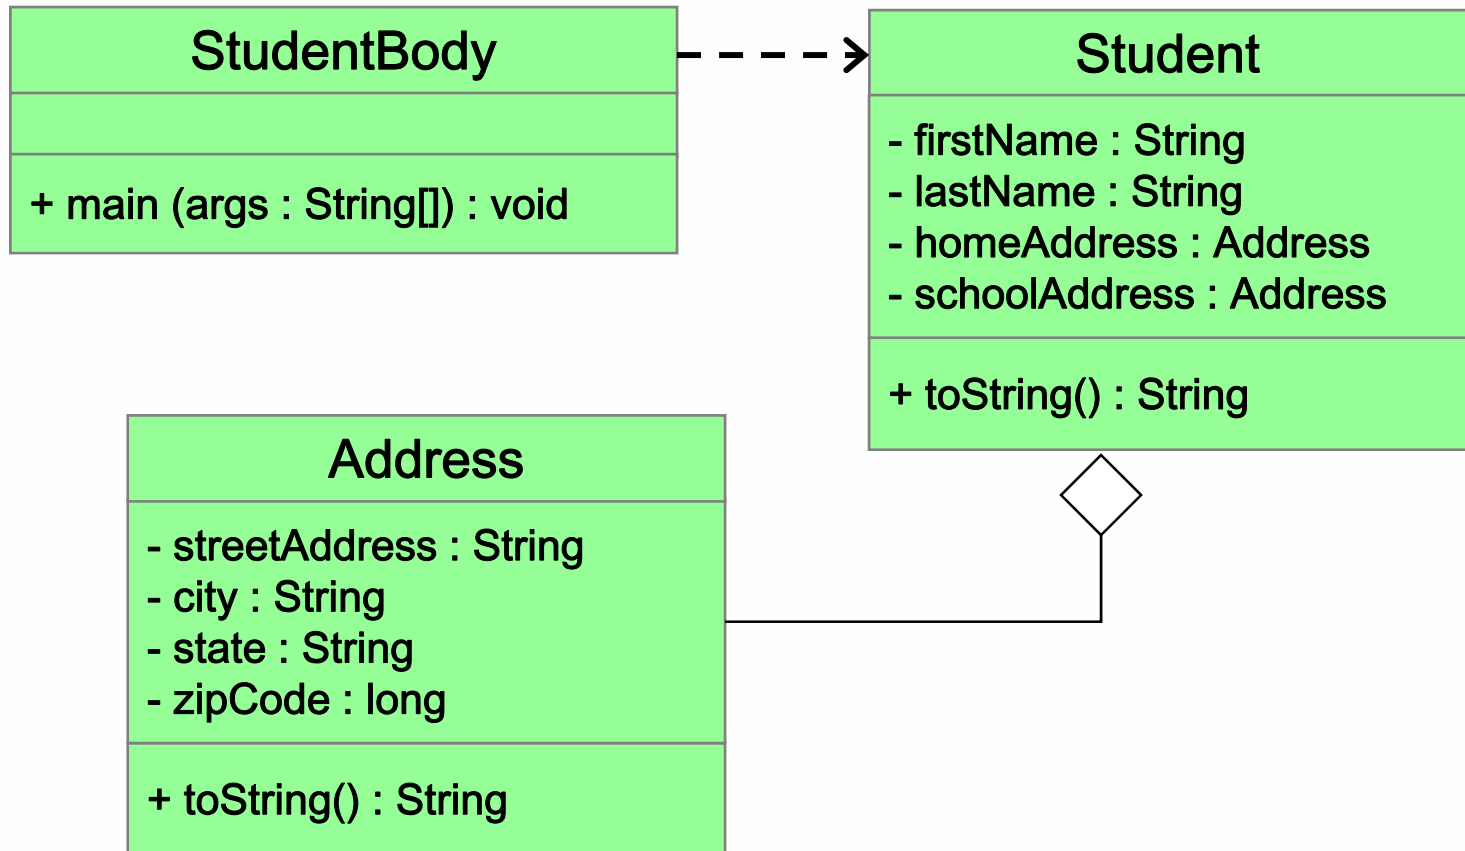 StudentBody
+ main (args : String[]) : void
Student
- firstName : String
- lastName : String
- homeAddress : Address
- schoolAddress : Address
+ toString() : String
Address
- streetAddress : String
- city : String
- state : String
- zipCode : long
+ toString() : String